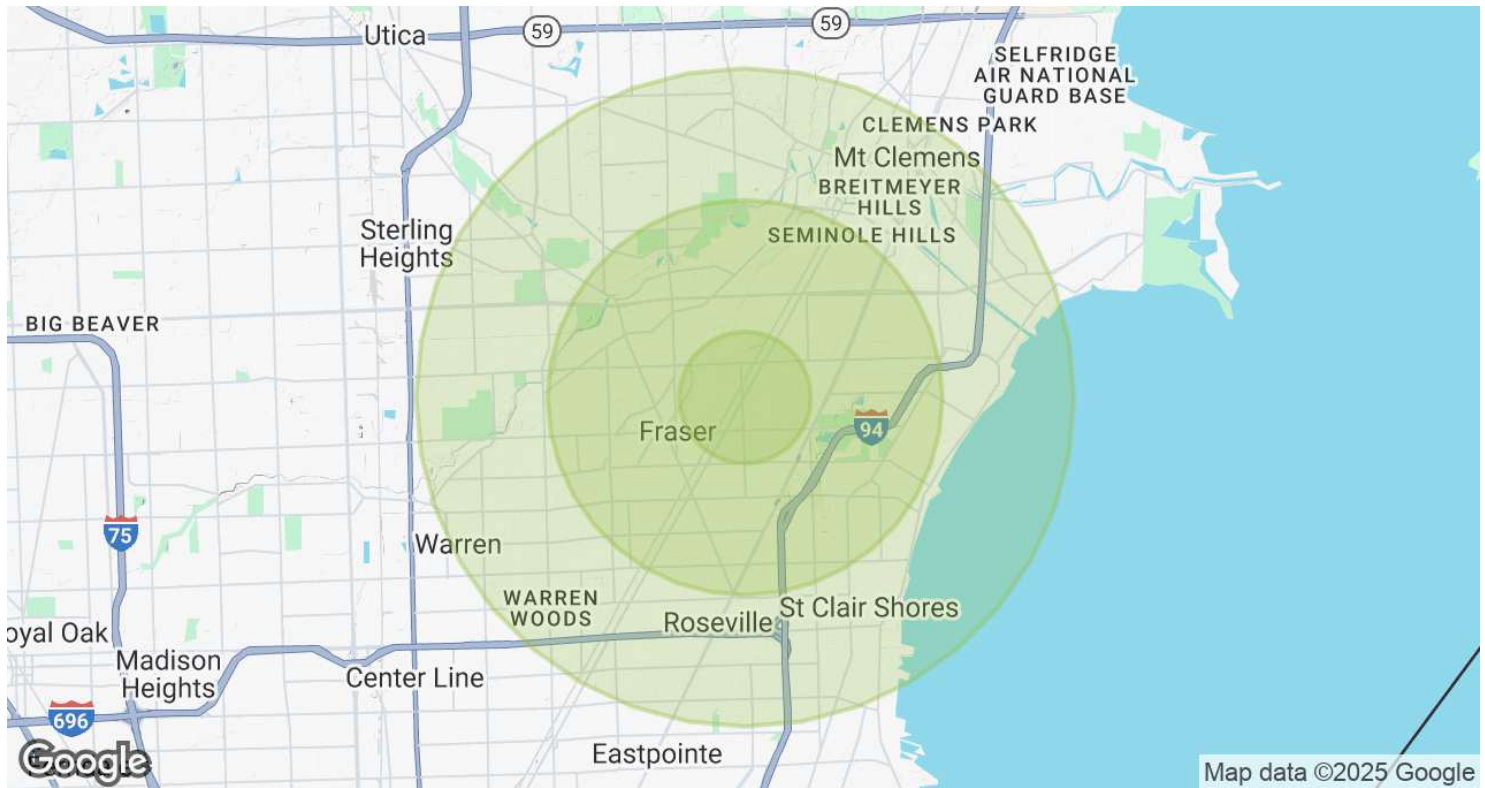 Utica
59
59
SELFRIDGE
AIR NATIONAL
GUARD BASE
CLEMENS PARK
Mt Clemens
BREITMEYER
HILLS
SEMINOLE HILLS
Sterling
Heights
BIG BEAVER
Fraser
94
75
Warren
WARREN
WOODS
Roseville
St Clair Shores
oyal Oak
Madison
Heights
Center Line
696
Eastpointe
Google
Map data ©2025 Google